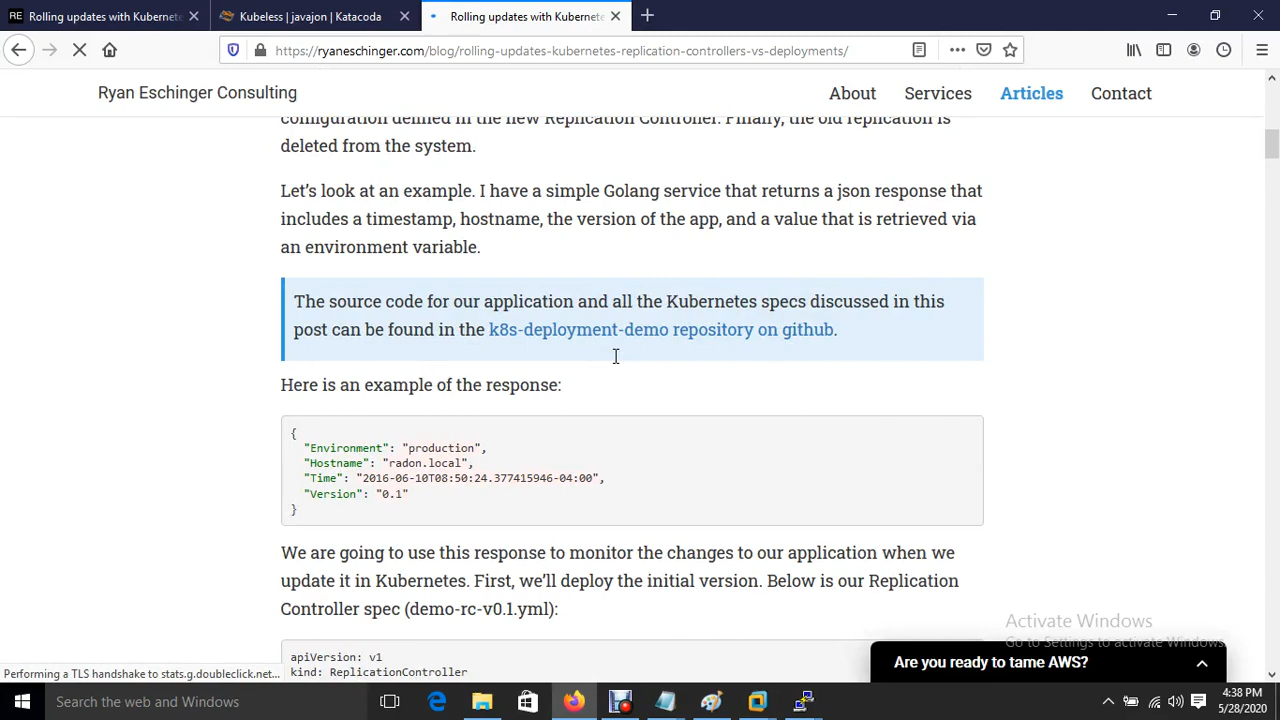 Rolling updates with Kubernete
Kubeless | javajon | Katacoda
Rolling updates with Kubernete
https://ryaneschinger.com/blog/rolling-updates-kubernetes-replication-controllers-vs-deployments/
Ryan Eschinger Consulting
About
Services
Articles
Contact
configuration defined in the new Replication Controller. Finally, the old replication is
deleted from the system.
Let's look at an example. I have a simple Golang service that returns a json response that
includes a timestamp, hostname, the version of the app, and a value that is retrieved via
an environment variable.
The source code for our application and all the Kubernetes specs discussed in this
post can be found in the k8s-deployment-demo repository on github.
Here is an example of the response:
{
"Environment": "production",
"Hostname": "radon.local",
"Time": "2016-06-10T08:50:24.377415946-04:00",
"Version": "0.1"
}
We are going to use this response to monitor the changes to our application when we
update it in Kubernetes. First, we'll deploy the initial version. Below is our Replication
Controller spec (demo-rc-v0.1.yml):
apiVersion: v1
kind: ReplicationController
Activate Windows
Go to Settings to activate Windows.
Are you ready to tame AWS?
Performing a TLS handshake to stats.g.doubleclick.net...
Search the web and Windows
4:38 PM
5/28/2020